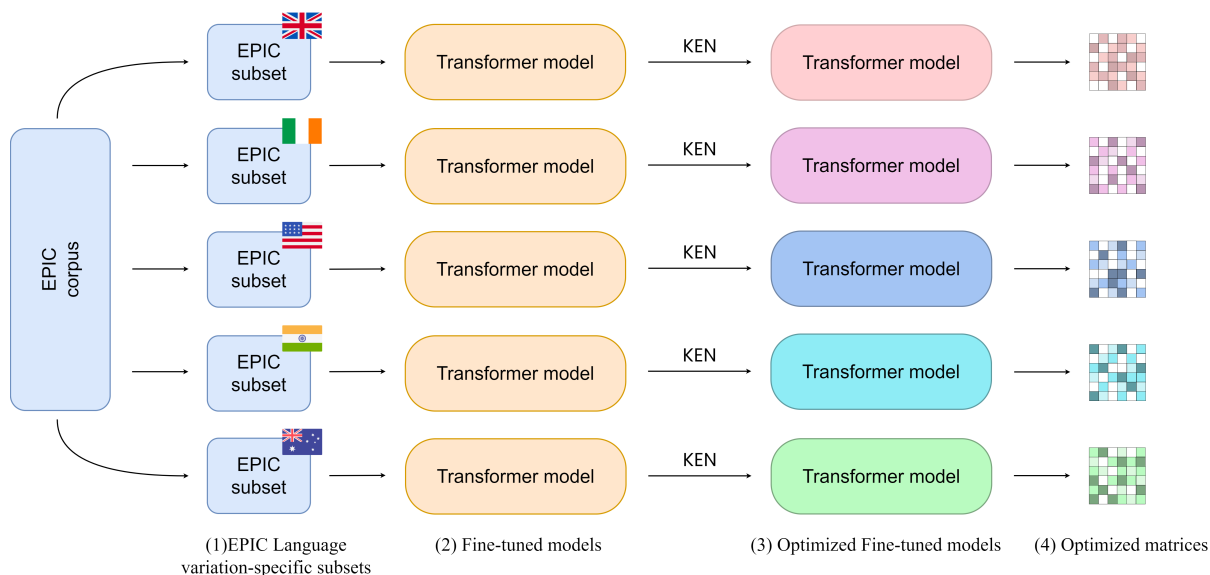 EPIC
corpus
EPIC
subset
Transformer model
KEN
Transformer model
EPIC
subset
Transformer model
KEN
Transformer model
EPIC
subset
Transformer model
KEN
Transformer model
EPIC
subset
Transformer model
KEN
Transformer model
EPIC
subset
Transformer model
KEN
Transformer model
(1)EPIC Language
variation-specific subsets
(2) Fine-tuned models
(3) Optimized Fine-tuned models
(4) Optimized matrices